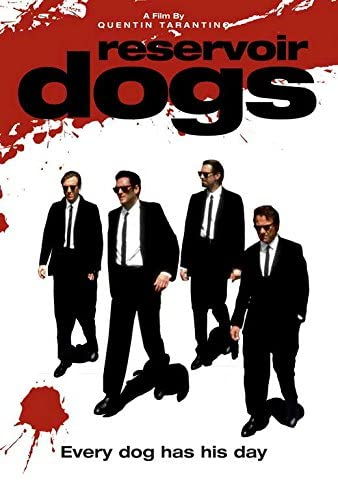 A Film By
QUENTIN TARANTINO
reservoir
dogs
Every dog has his day